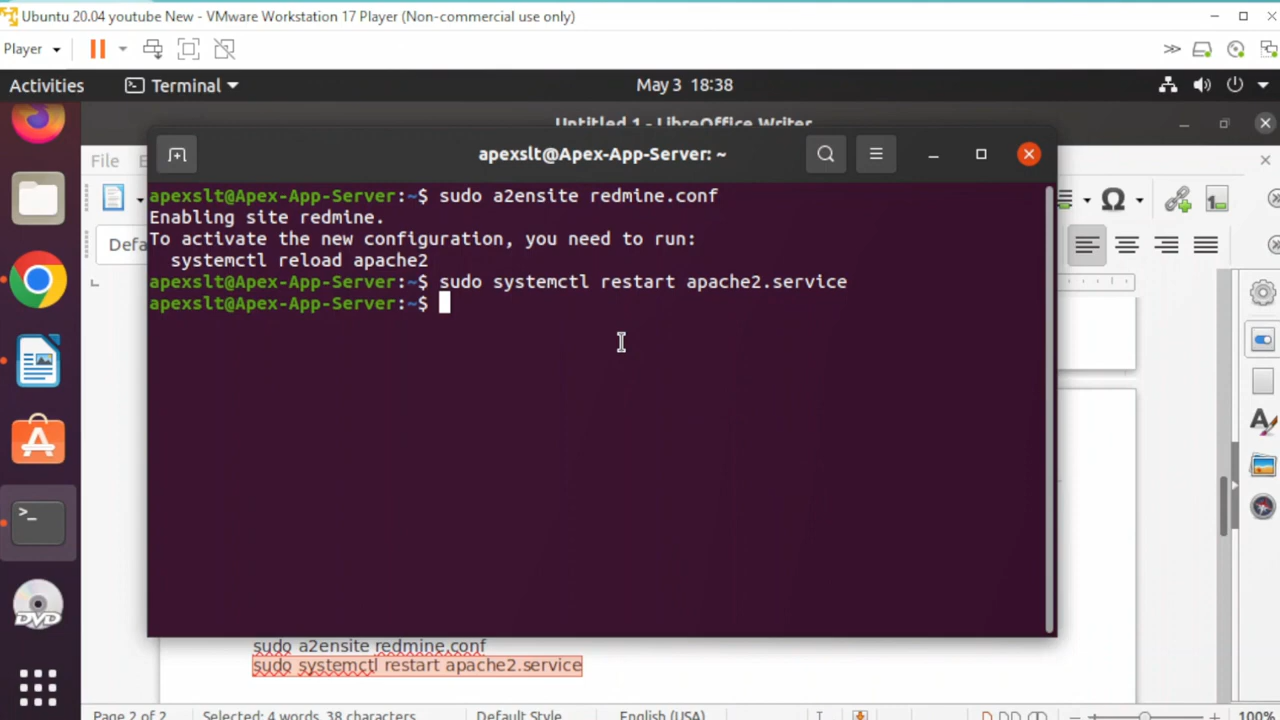 Ubuntu 20.04 youtube New - VMware Workstation 17 Player (Non-commercial use only)
Player
Activities
Terminal
May 3 18:38
Untitled 1 - LibreOffice Writer
File
apexslt@Apex-App-Server: ~
apexslt@Apex-App-Server:~$ sudo a2ensite redmine.conf
Enabling site redmine.
To activate the new configuration, you need to run:
systemctl reload apache2
apexslt@Apex-App-Server:~$ sudo systemctl restart apache2.service
apexslt@Apex-App-Server:~$
sudo a2ensite redmine.conf
sudo systemctl restart apache2.service
Page 2 of 2
Selected: 4 words, 38 characters
Default Style
English (USA)
100%